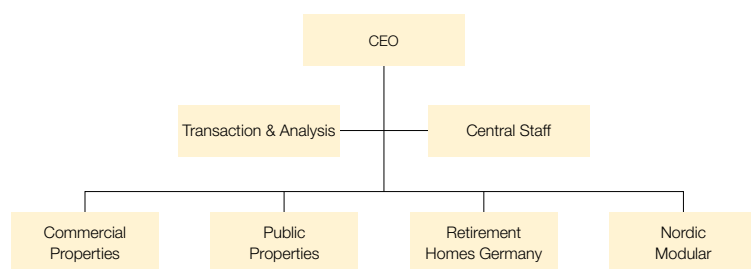 CEO
Transaction & Analysis
Central Staff
Commercial
Properties
Public
Properties
Retirement
Homes Germany
Nordic
Modular